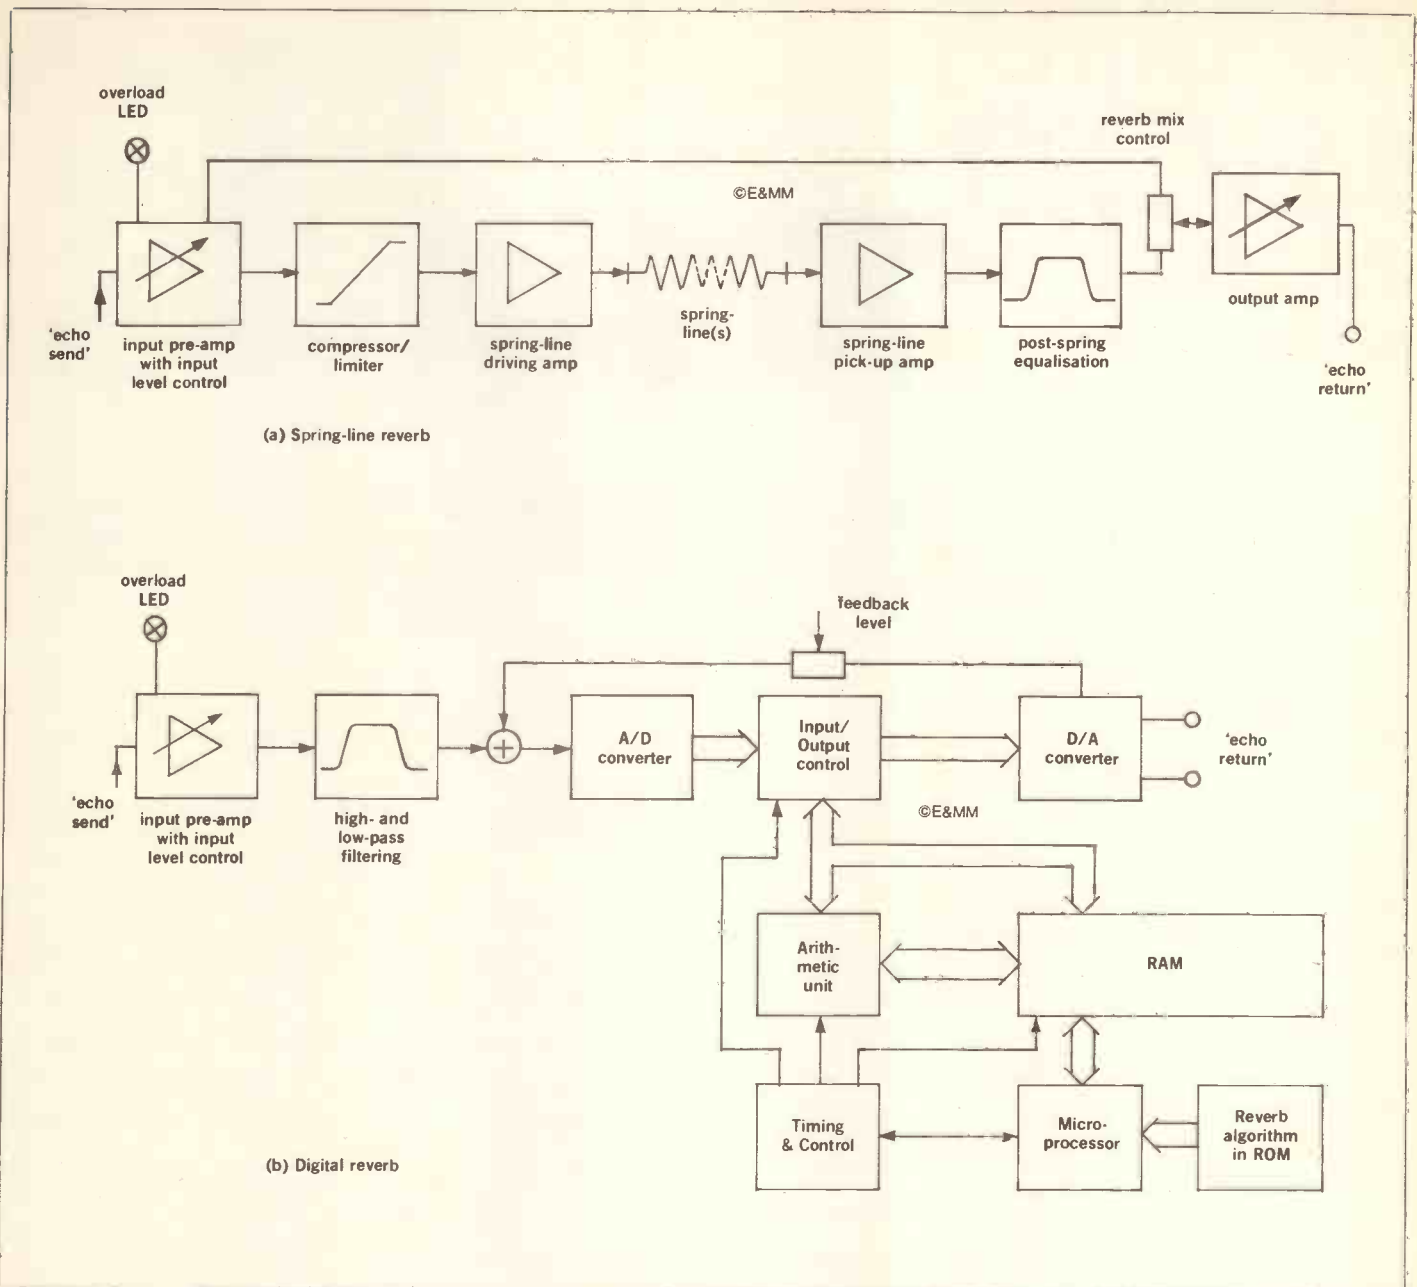 overload
LED
reverb mix
control
©E&MM
'echo
send'
input pre-amp
with input
level control
compressor/
limiter
spring-line
driving amp
spring-
line(s)
spring-line
pick-up amp
post-spring
equalisation
output amp
'echo
return'
(a) Spring-line reverb
overload
LED
feedback
level
A/D
converter
Input/
Output
control
D/A
converter
'echo
return'
'echo
send'
input pre-amp
with input
level control
high- and
low-pass
filtering
©E&MM
Arith-
metic
unit
RAM
Timing
& Control
Micro-
processor
Reverb
algorithm
in ROM
(b) Digital reverb